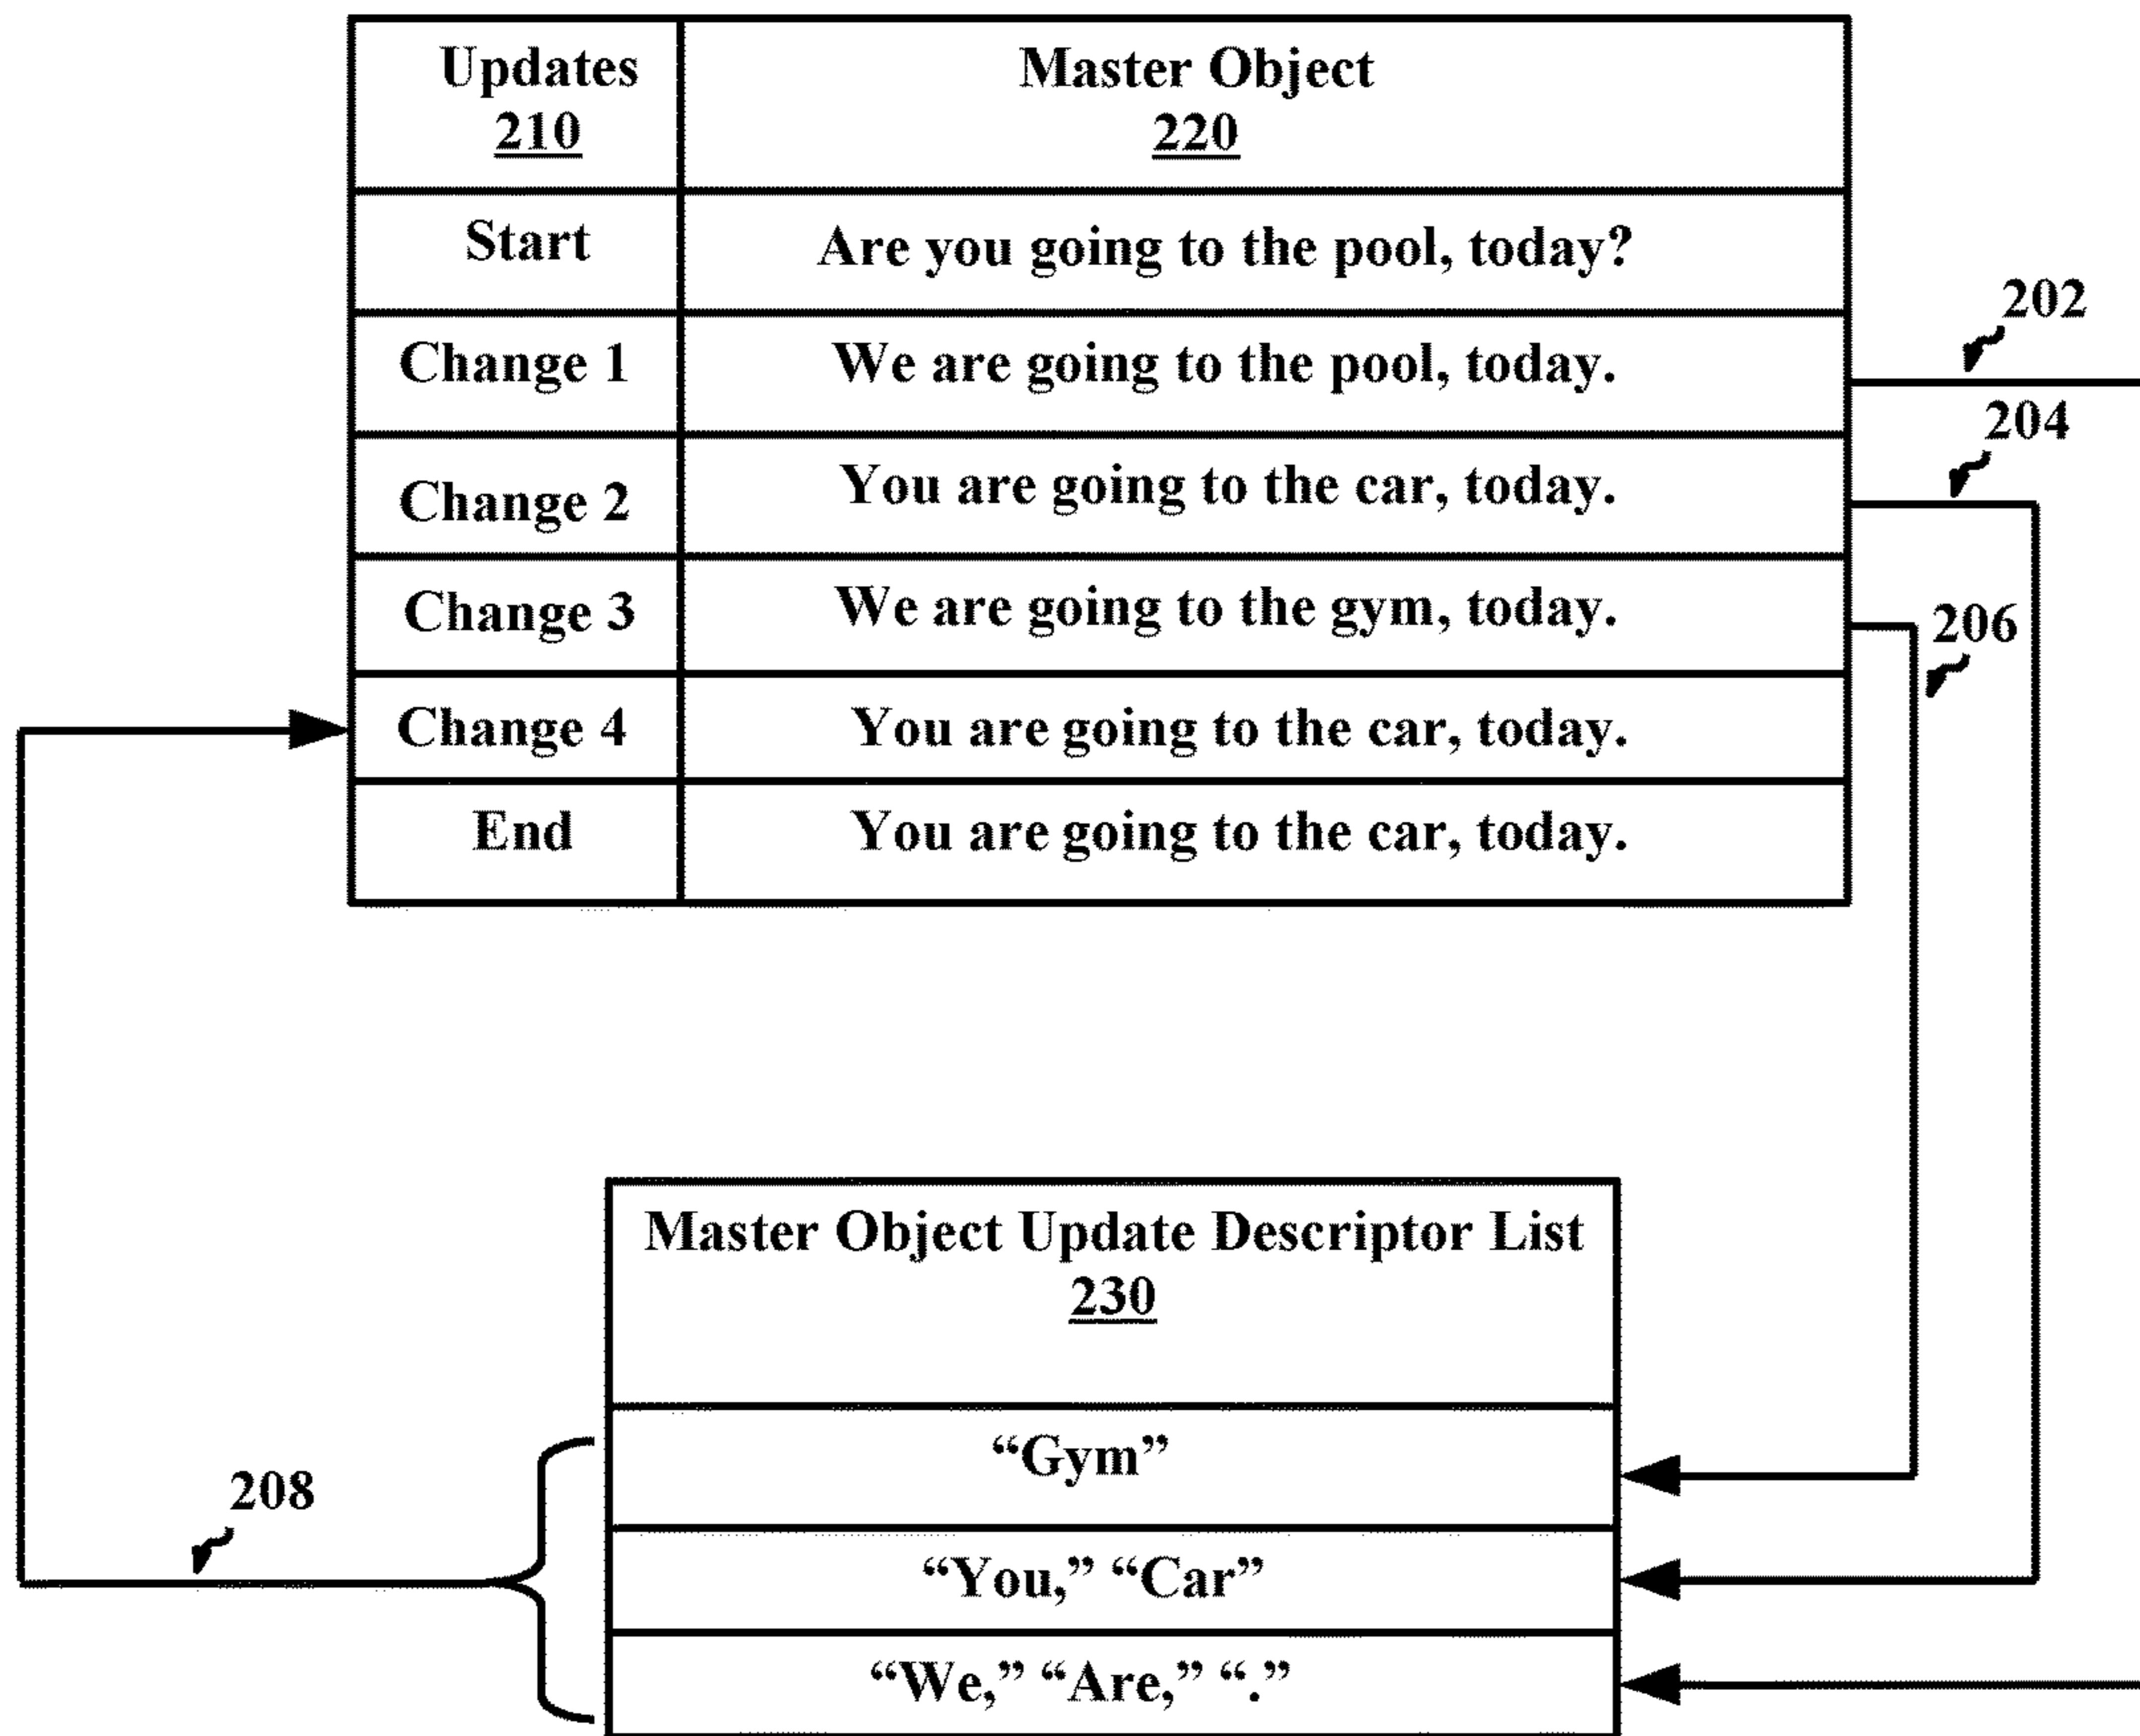 Updates Master Object
210 220
Start Are you going to the pool, today?
202
Change 1 We are going to the pool, today.
204
Change 2 You are going to the car, today.
Change 3 We are going to the gym, today.
206
Change 4 You are going to the car, today.
End You are going to the car, today.
Master Object Update Descriptor List
230
“Gym”
208
“You,” “Car”
“We,” “Are,” “.”